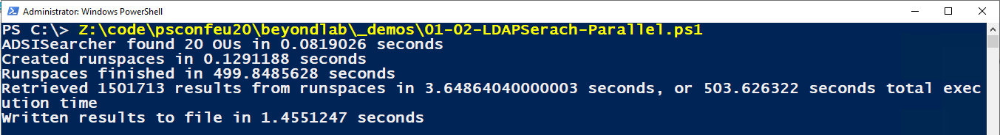 Administrator: Windows PowerShell
PS C:\> Z:\code\psconfeu20\beyondlab\_demos\01-02-LDAPSerach-Parallel.ps1
ADSISearcher found 20 OUs in 0.0819026 seconds
Created runspaces in 0.1291188 seconds
Runspaces finished in 499.8485628 seconds
Retrieved 1501713 results from runspaces in 3.64864040000003 seconds, or 503.626322 seconds total exec
ution time
Written results to file in 1.4551247 seconds